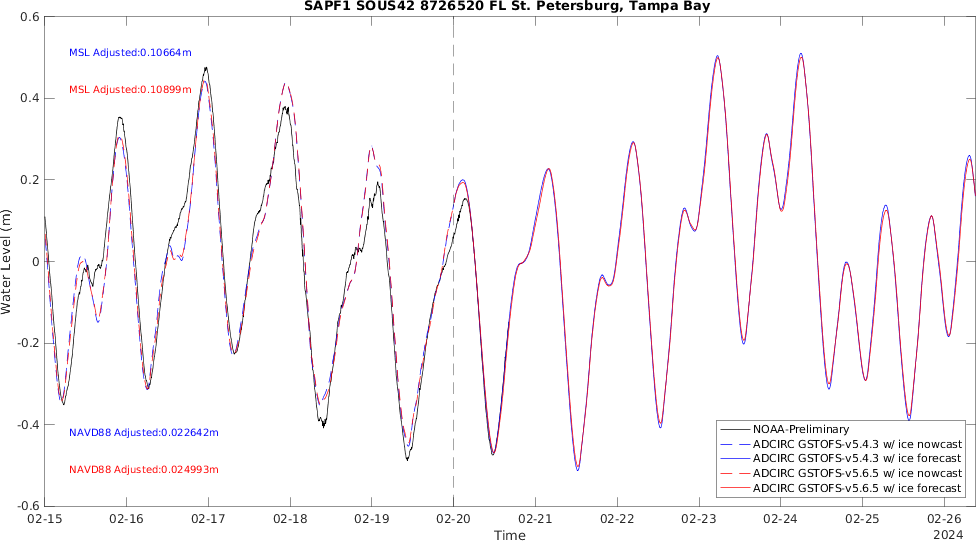 SAPF1 SOUS42 8726520 FL St. Petersburg, Tampa Bay
0.6
0.4
0.2
0
-0.2
-0.4
-0.6
Water Level (m)
MSL Adjusted:0.10664m
MSL Adjusted:0.10899m
NAVD88 Adjusted:0.022642m
NAVD88 Adjusted:0.024993m
NOAA-Preliminary
ADCIRC GSTOFS-v5.4.3 w/ ice nowcast
ADCIRC GSTOFS-v5.4.3 w/ ice forecast
ADCIRC GSTOFS-v5.6.5 w/ ice nowcast
ADCIRC GSTOFS-v5.6.5 w/ ice forecast
02-15 02-16 02-17 02-18 02-19 02-20 02-21 02-22 02-23 02-24 02-25 02-26
Time 2024